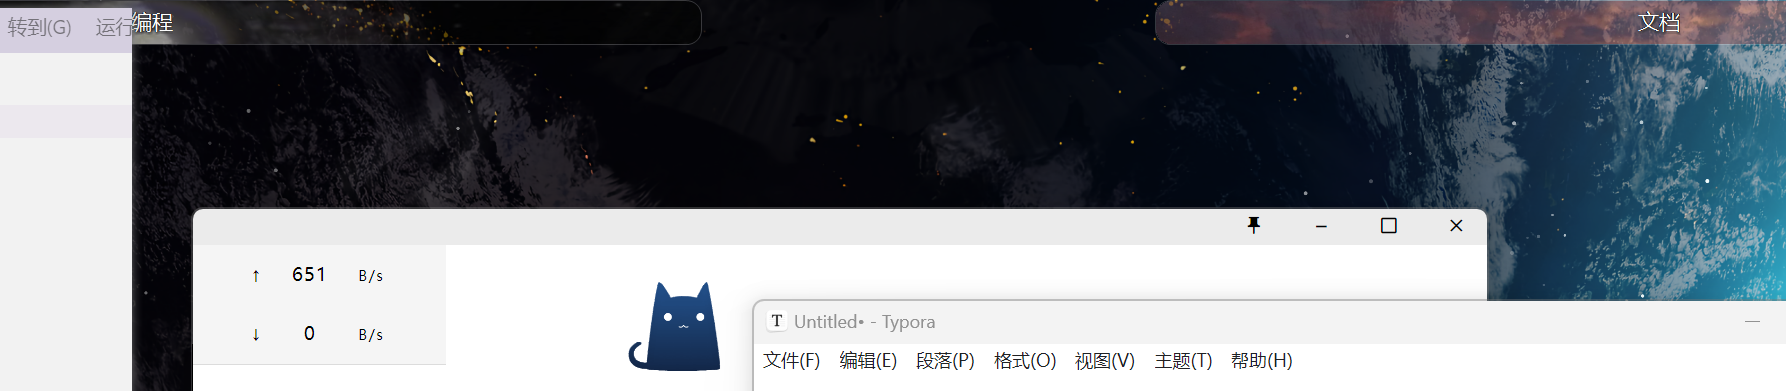 转到(G) 运行
编程
文档
↑ 651 B/s
↓ 0 B/s
T Untitled• - Typora
文件(F) 编辑(E) 段落(P) 格式(O) 视图(V) 主题(T) 帮助(H)